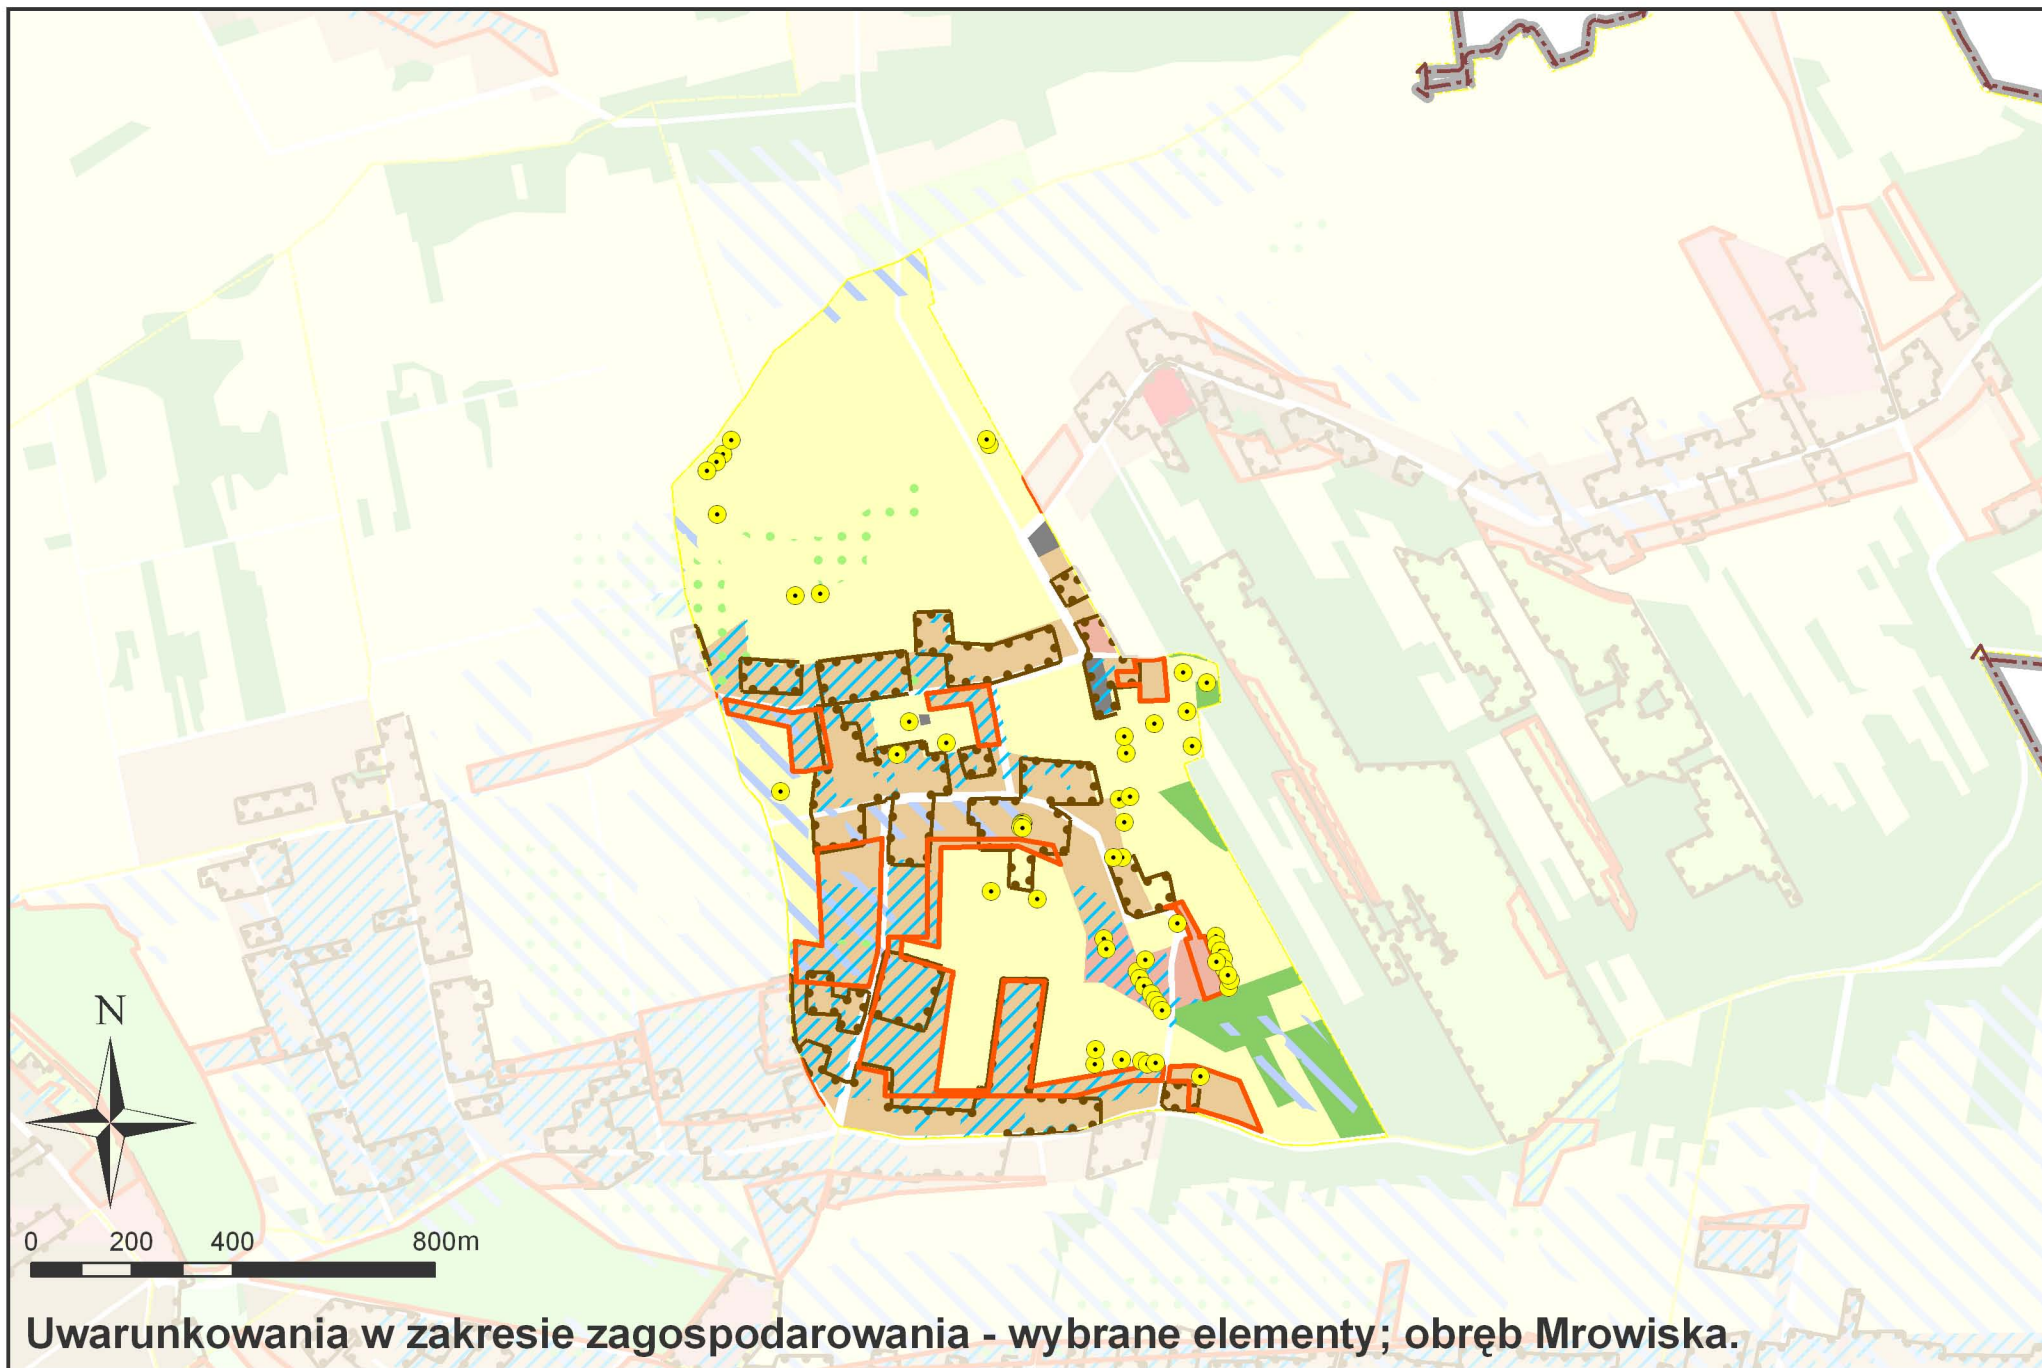 N
0 200 400 800m
Uwarunkowania w zakresie zagospodarowania - wybrane elementy; obręb Mrowiska.